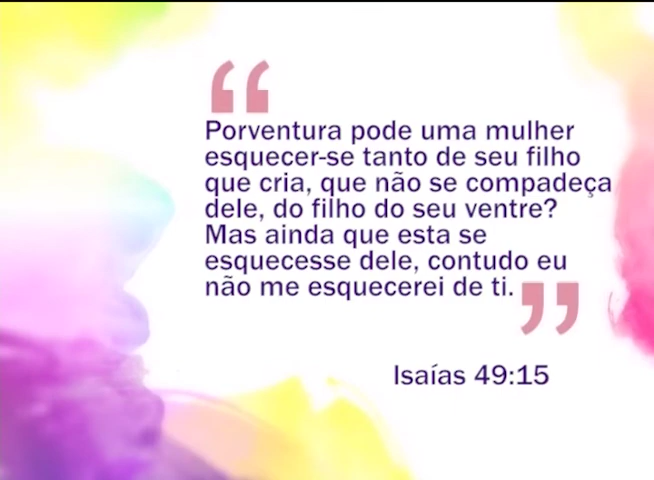 “
Porventura pode uma mulher
esquecer-se tanto de seu filho
que cria, que não se compadeça
dele, do filho do seu ventre?
Mas ainda que esta se
esquecesse dele, contudo eu
não me esquecerei de ti. ”
Isaías 49:15